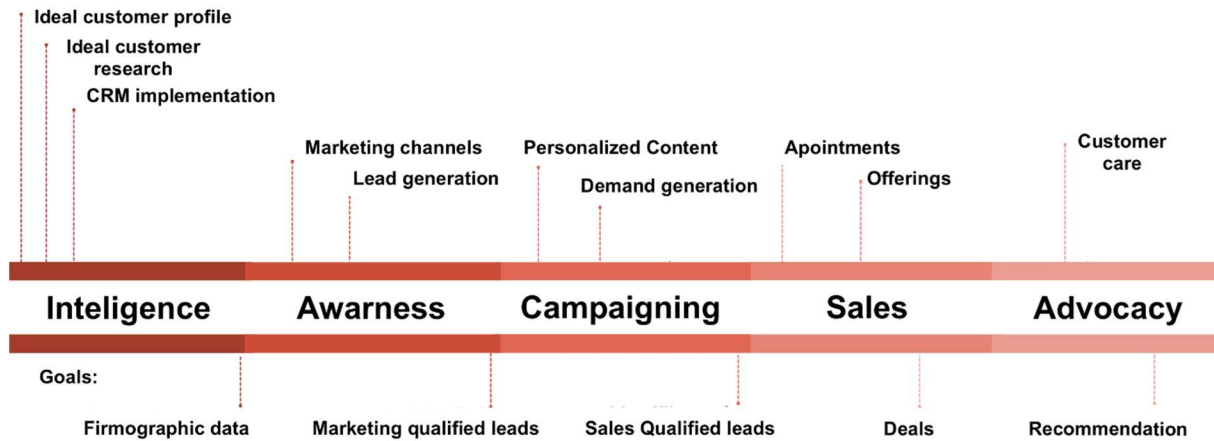 Ideal customer profile
Ideal customer
research
CRM implementation
Marketing channels
Lead generation
Personalized Content
Demand generation
Apointments
Offerings
Customer
care
Inteligence
Awarness
Campaigning
Sales
Advocacy
Goals:
Firmographic data
Marketing qualified leads
Sales Qualified leads
Deals
Recommendation